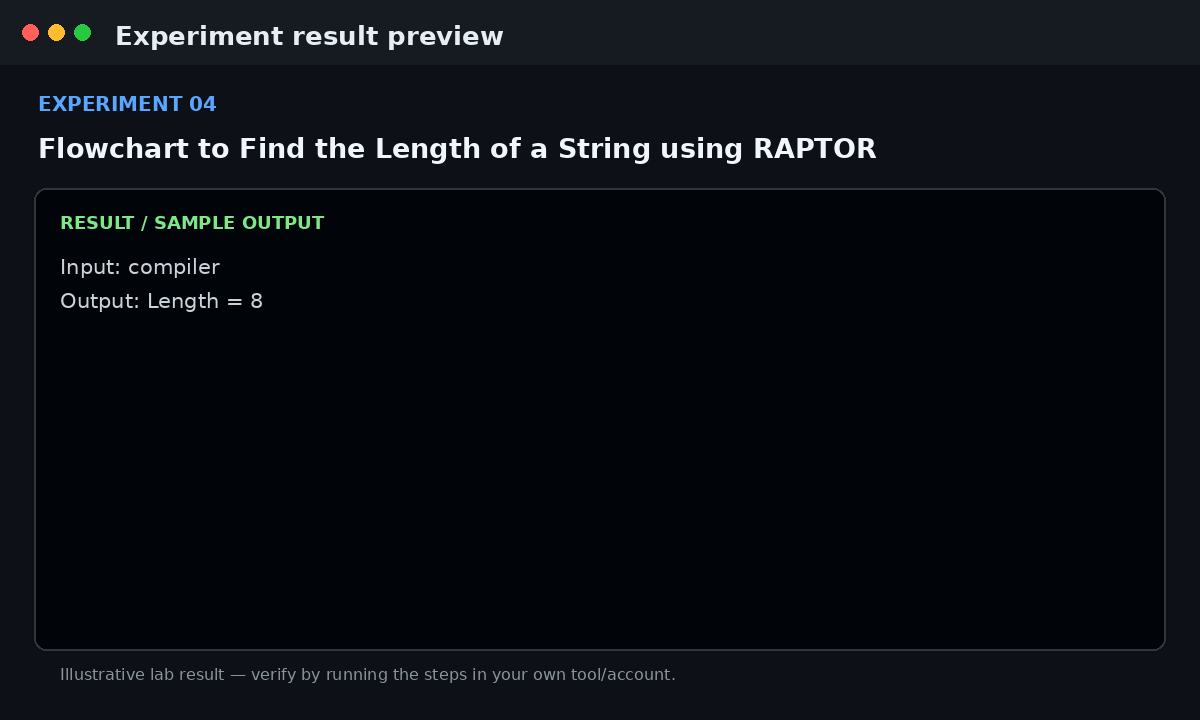 Experiment result preview
EXPERIMENT 04
Flowchart to Find the Length of a String using RAPTOR
RESULT / SAMPLE OUTPUT
Input: compiler
Output: Length = 8
Illustrative lab result — verify by running the steps in your own tool/account.